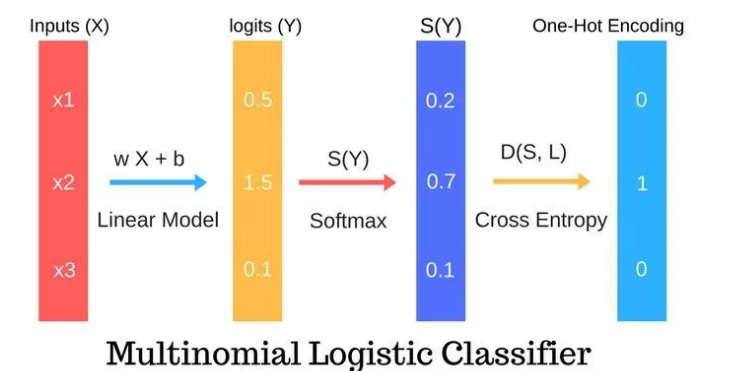 Inputs (X)
logits (Y)
S(Y)
One-Hot Encoding
x1
0.5
0.2
0
w X + b
S(Y)
D(S, L)
x2
1.5
0.7
1
Linear Model
Softmax
Cross Entropy
x3
0.1
0.1
0
Multinomial Logistic Classifier